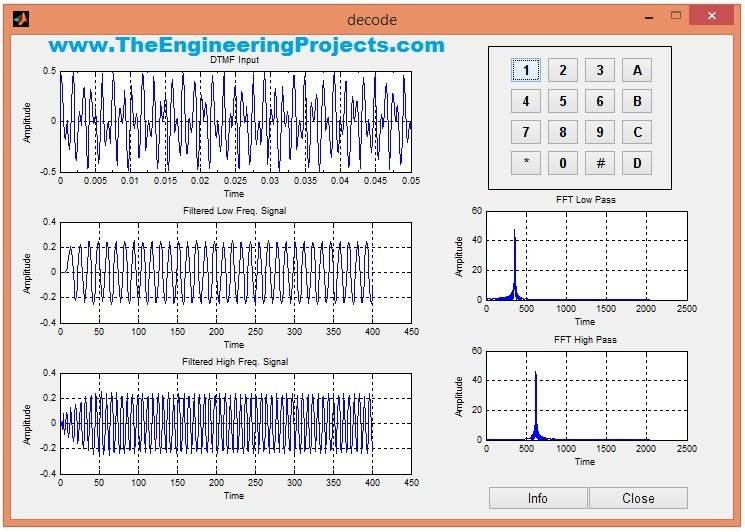 decode
www.TheEngineeringProjects.com
DTMF Input
Amplitude
0.5
0
-0.5
0 0.005 0.01 0.015 0.02 0.025 0.03 0.035 0.04 0.045 0.05
Time
Filtered Low Freq. Signal
Amplitude
0.4
0.2
0
-0.2
-0.4
0 50 100 150 200 250 300 350 400 450
Time
Filtered High Freq. Signal
Amplitude
0.4
0.2
0
-0.2
-0.4
0 50 100 150 200 250 300 350 400 450
Time
1 2 3 A
4 5 6 B
7 8 9 C
* 0 # D
FFT Low Pass
Amplitude
60
40
20
0
0 500 1000 1500 2000 2500
Time
FFT High Pass
Amplitude
60
40
20
0
0 500 1000 1500 2000 2500
Time
Info Close